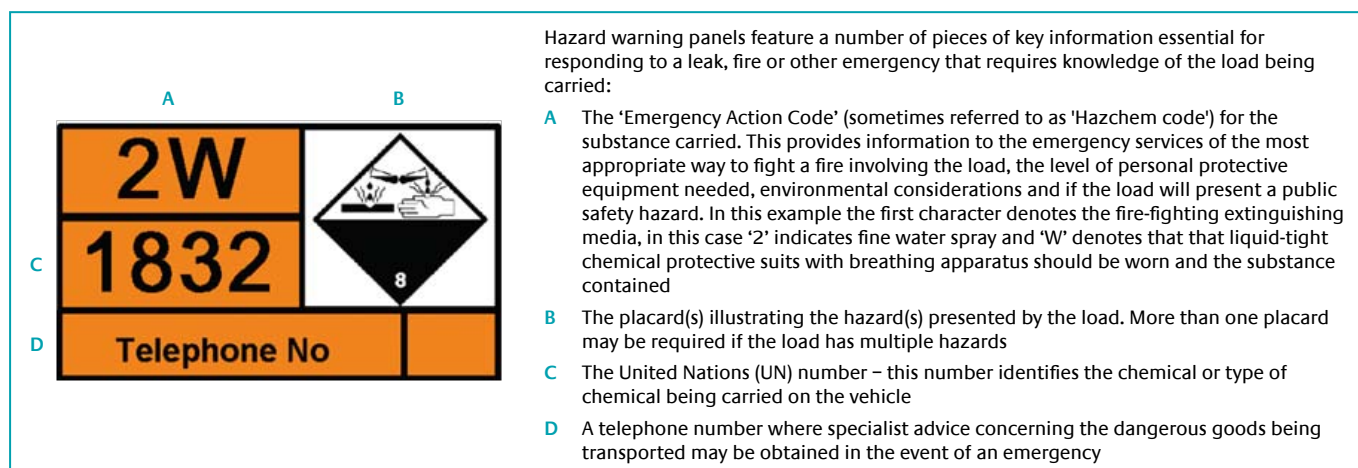 Hazard warning panels feature a number of pieces of key information essential for
responding to a leak, fire or other emergency that requires knowledge of the load being
carried:
A B
2W
1832
8
C
D
Telephone No
A The ‘Emergency Action Code’ (sometimes referred to as 'Hazchem code') for the
substance carried. This provides information to the emergency services of the most
appropriate way to fight a fire involving the load, the level of personal protective
equipment needed, environmental considerations and if the load will present a public
safety hazard. In this example the first character denotes the fire-fighting extinguishing
media, in this case ‘2’ indicates fine water spray and ‘W’ denotes that that liquid-tight
chemical protective suits with breathing apparatus should be worn and the substance
contained
B The placard(s) illustrating the hazard(s) presented by the load. More than one placard
may be required if the load has multiple hazards
C The United Nations (UN) number – this number identifies the chemical or type of
chemical being carried on the vehicle
D A telephone number where specialist advice concerning the dangerous goods being
transported may be obtained in the event of an emergency